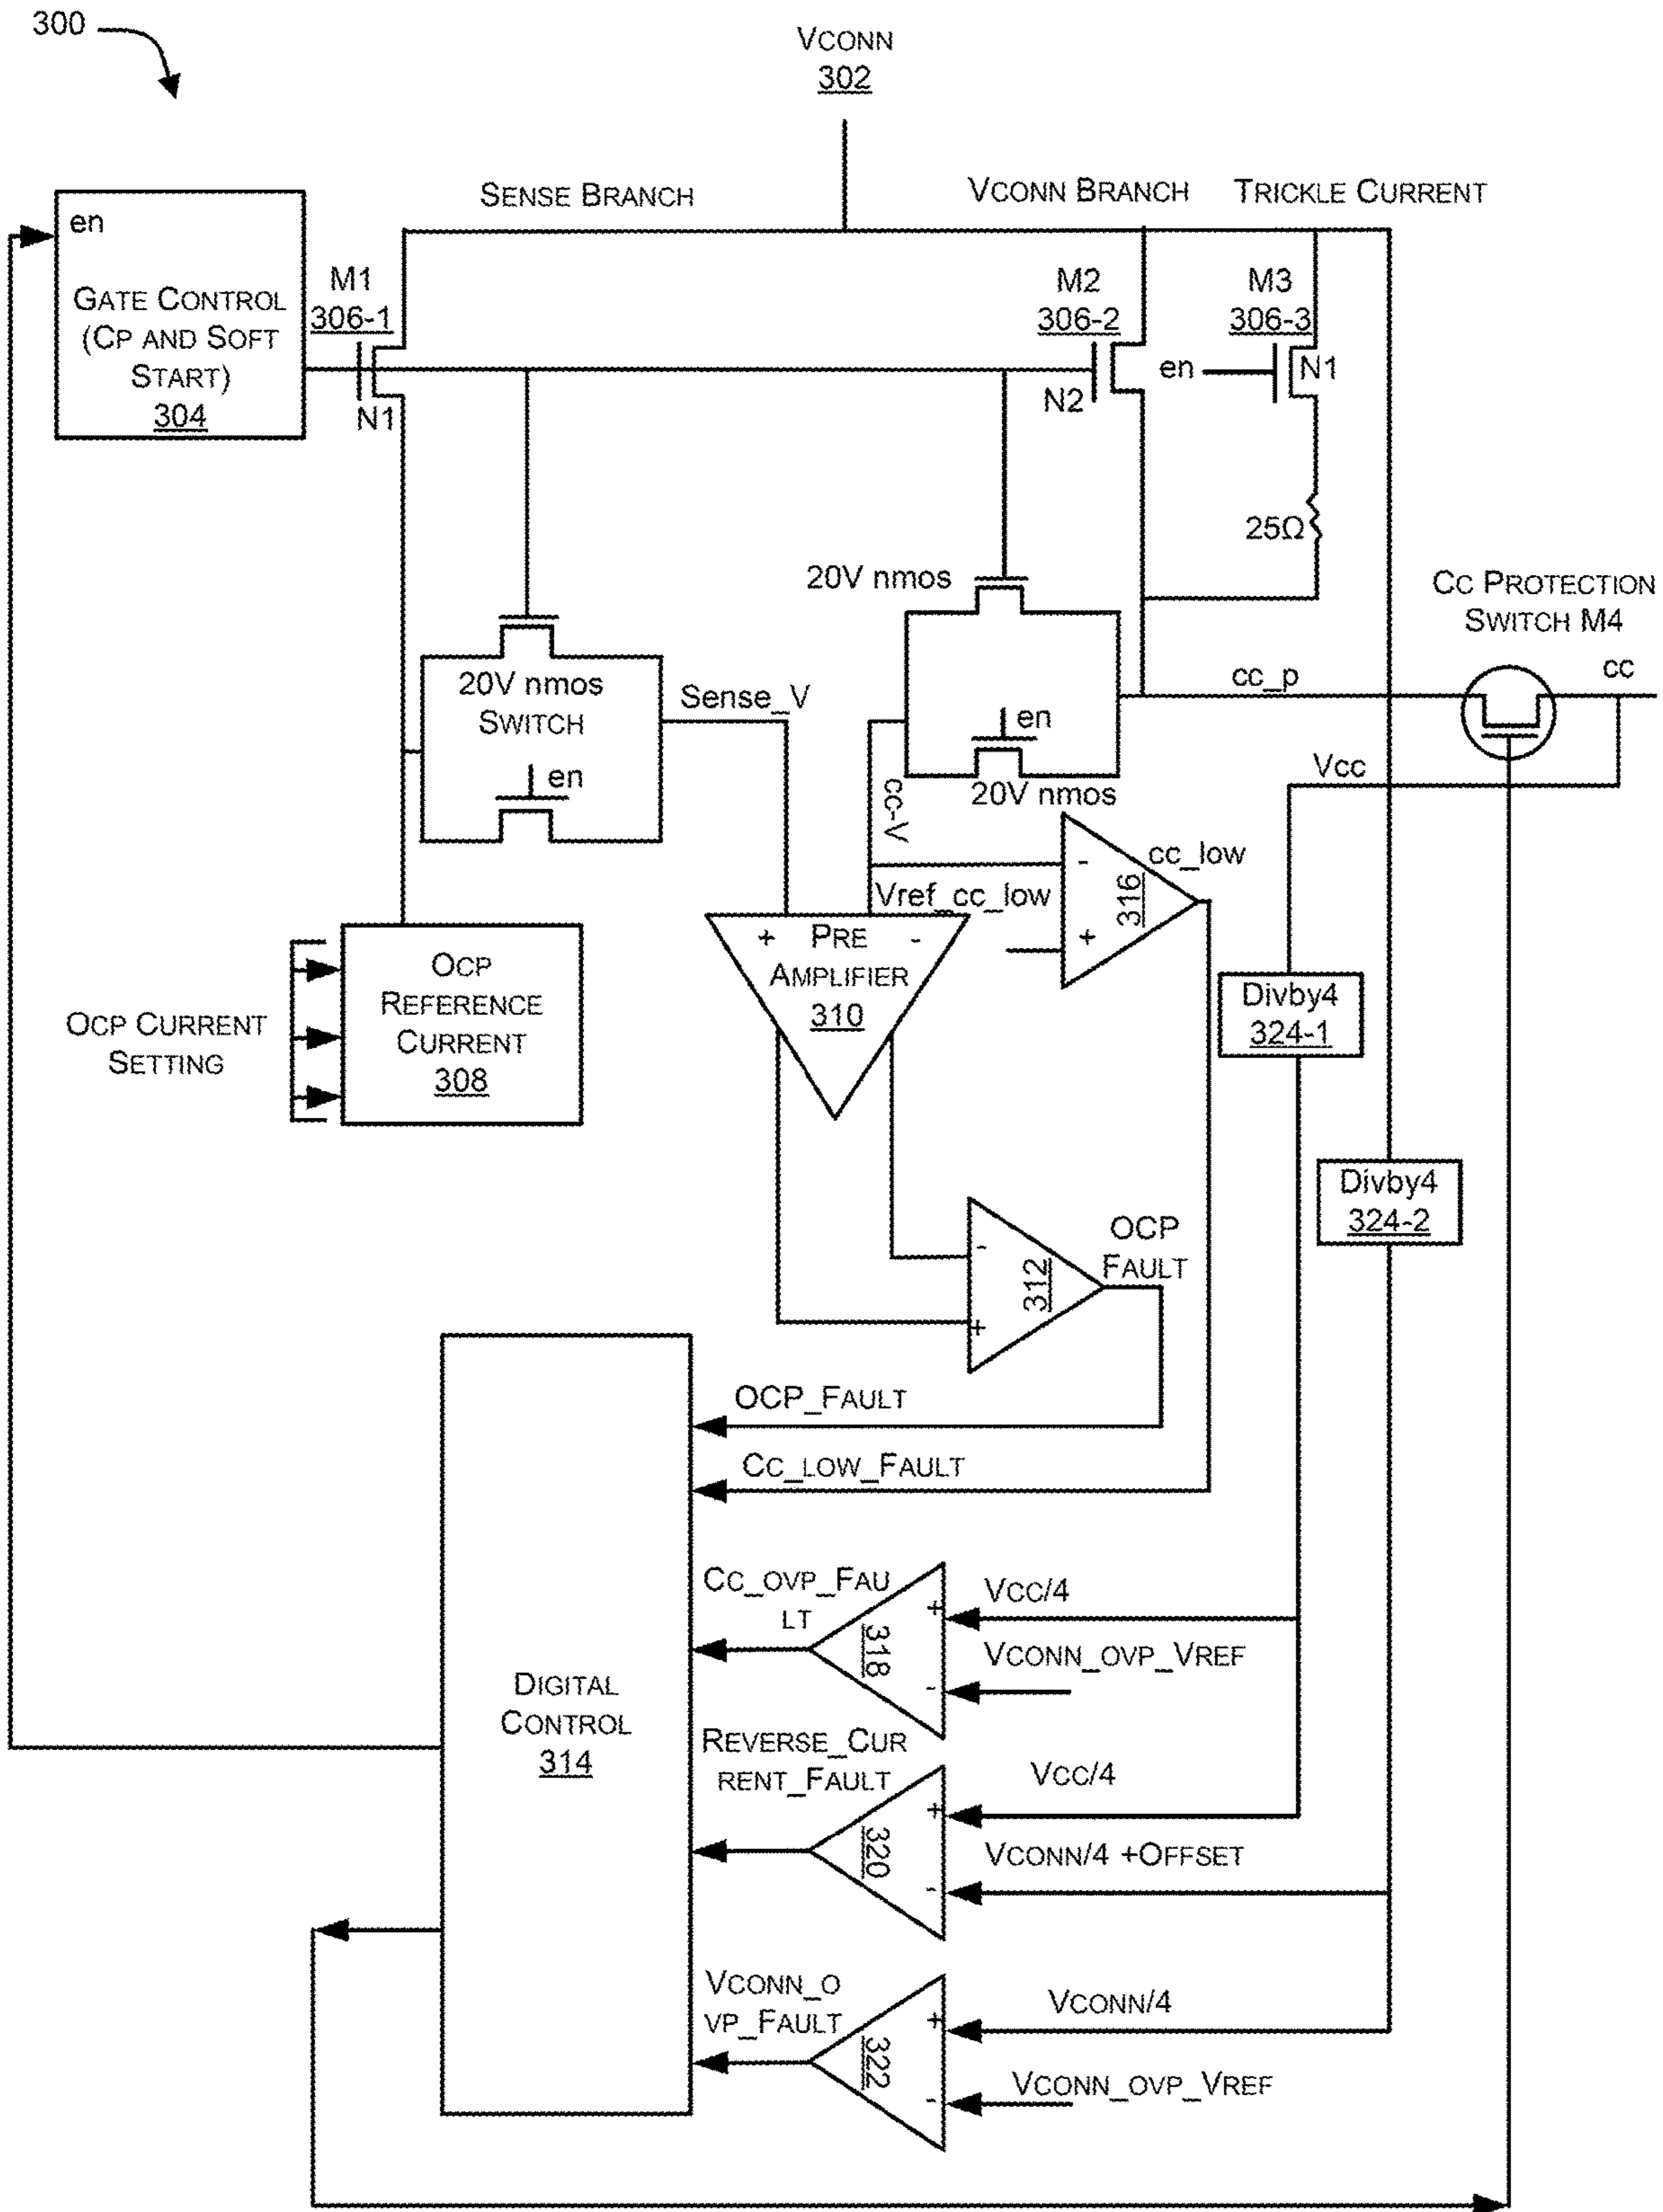 300
VCONN
302
SENSE BRANCH
VCONN BRANCH
TRICKLE CURRENT
en
GATE CONTROL
(CP AND SOFT
START)
304
M1
306-1
N1
M2
306-2
N2
M3
306-3
en
N1
25Ω
20V nmos
CC PROTECTION
SWITCH M4
20V nmos
SWITCH
en
Sense_V
en
20V nmos
cc_p
cc
Vcc
cc-V
Vref_cc_low
-
+
316
cc_low
+
PRE
-
AMPLIFIER
310
OCP
REFERENCE
CURRENT
308
OCP CURRENT
SETTING
Divby4
324-1
Divby4
324-2
-
+
312
OCP
FAULT
OCP_FAULT
CC_LOW_FAULT
DIGITAL
CONTROL
314
CC_OVP_FAU
LT
+
-
318
VCC/4
VCONN_OVP_VREF
REVERSE_CUR
RENT_FAULT
+
-
320
VCC/4
VCONN/4 +OFFSET
VCONN_O
VP_FAULT
+
-
322
VCONN/4
VCONN_OVP_VREF